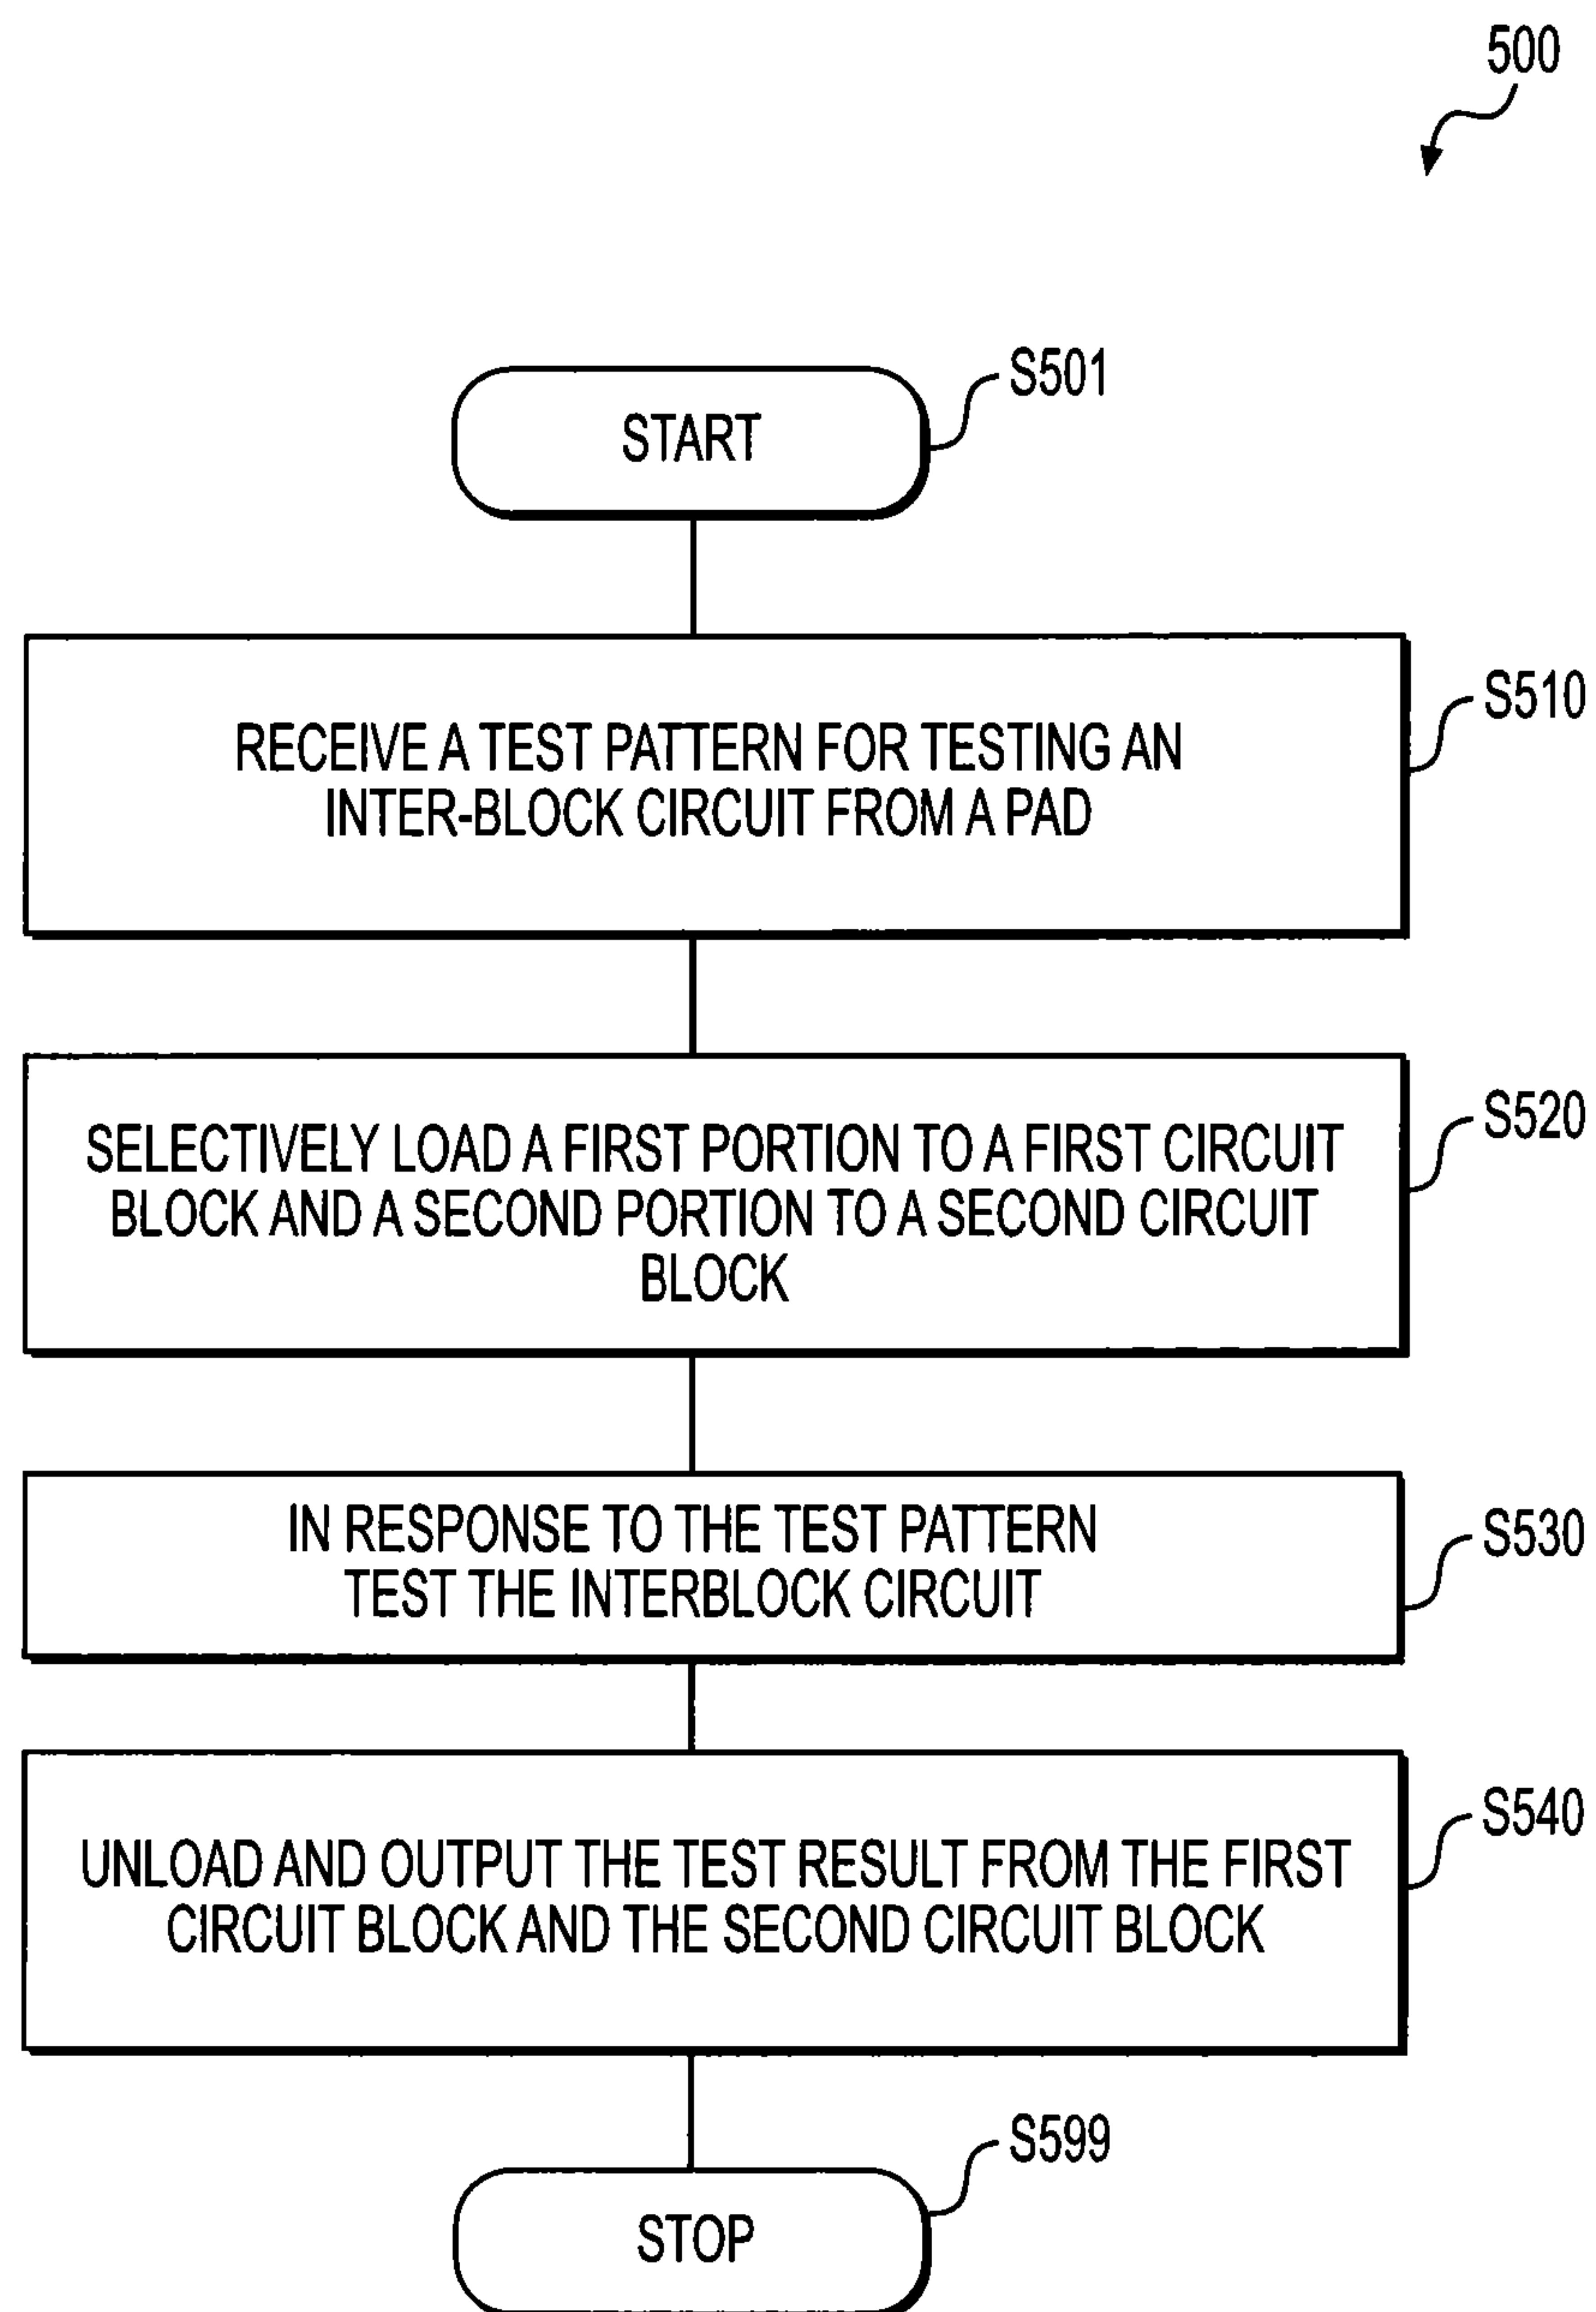 500
START
S501
RECEIVE A TEST PATTERN FOR TESTING AN
INTER-BLOCK CIRCUIT FROM A PAD
S510
SELECTIVELY LOAD A FIRST PORTION TO A FIRST CIRCUIT
BLOCK AND A SECOND PORTION TO A SECOND CIRCUIT
BLOCK
S520
IN RESPONSE TO THE TEST PATTERN
TEST THE INTERBLOCK CIRCUIT
S530
UNLOAD AND OUTPUT THE TEST RESULT FROM THE FIRST
CIRCUIT BLOCK AND THE SECOND CIRCUIT BLOCK
S540
STOP
S599